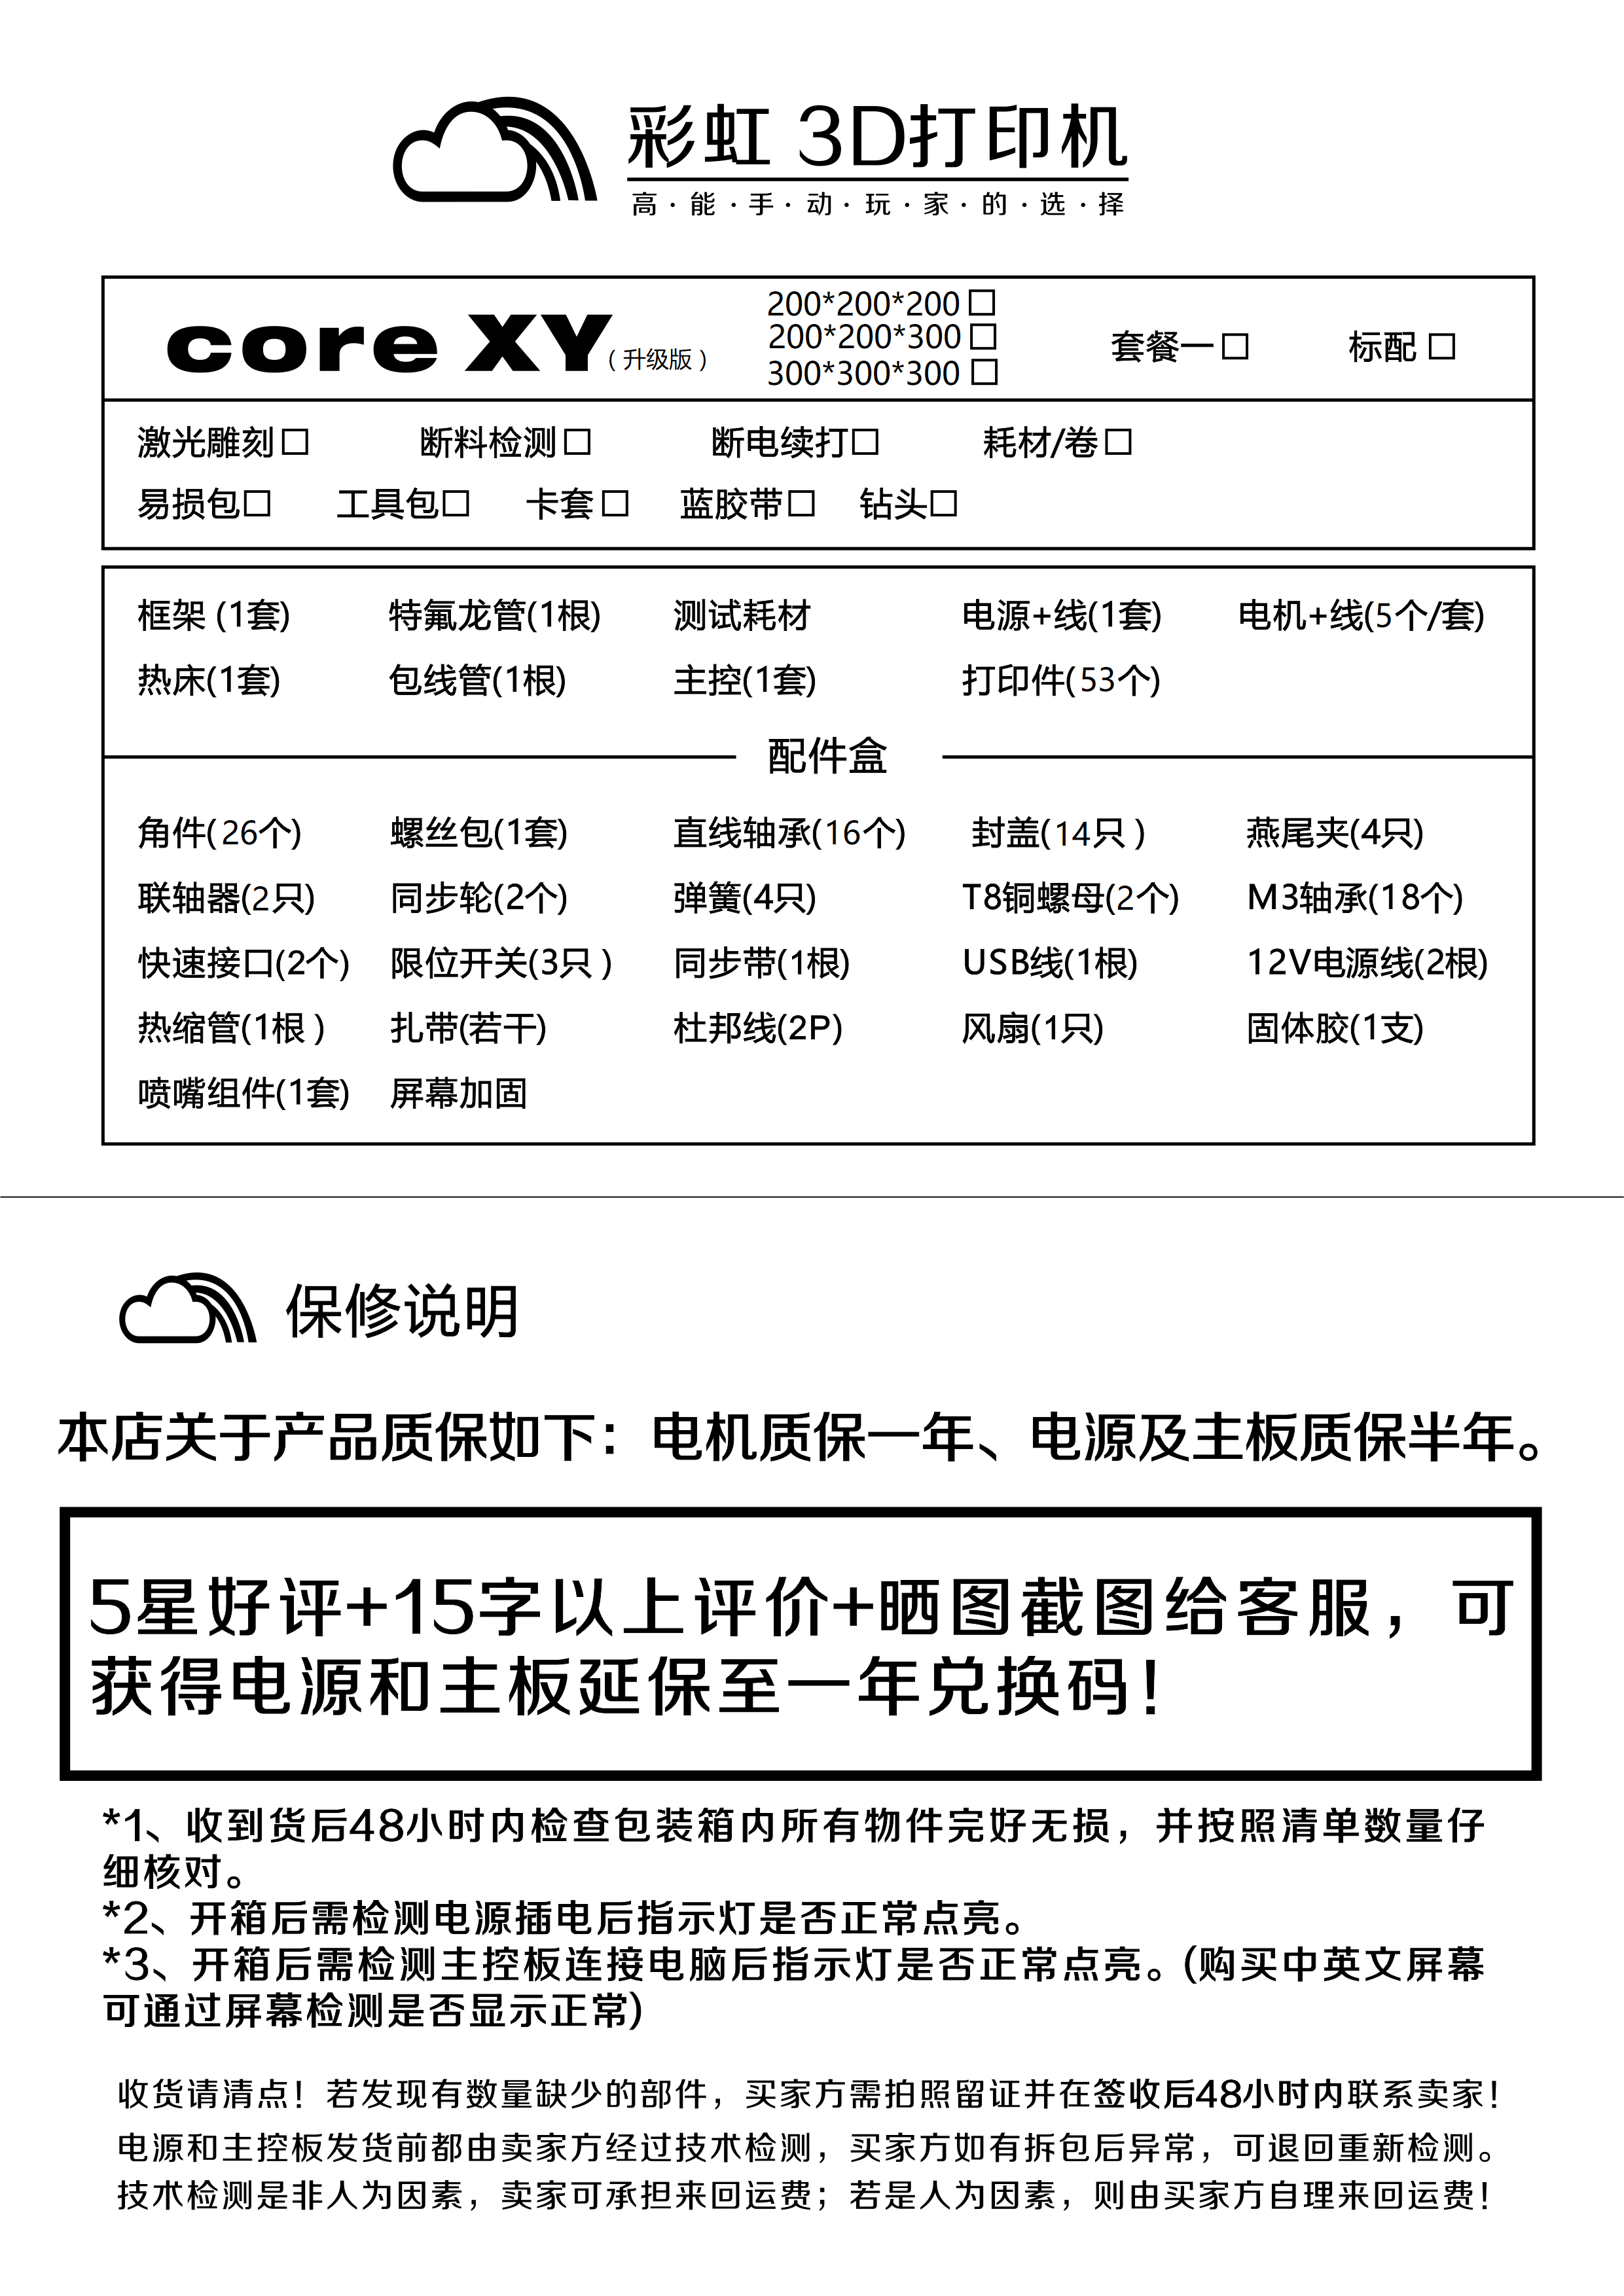 彩虹 3D打印机
高·能·手·动·玩·家·的·选·择
core XY(升级版) 200*200*200 □ 套餐一 □ 标配 □
200*200*300 □
300*300*300 □
激光雕刻 □ 断料检测 □ 断电续打□ 耗材/卷 □
易损包□ 工具包□ 卡套 □ 蓝胶带□ 钻头□
框架 (1套) 特氟龙管(1根) 测试耗材 电源+线(1套) 电机+线(5个/套)
热床(1套) 包线管(1根) 主控(1套) 打印件(53个)
配件盒
角件(26个) 螺丝包(1套) 直线轴承(16个) 封盖(14只 ) 燕尾夹(4只)
联轴器(2只) 同步轮(2个) 弹簧(4只) T8铜螺母(2个) M3轴承(18个)
快速接口(2个) 限位开关(3只 ) 同步带(1根) USB线(1根) 12V电源线(2根)
热缩管(1根 ) 扎带(若干) 杜邦线(2P) 风扇(1只) 固体胶(1支)
喷嘴组件(1套) 屏幕加固
保修说明
本店关于产品质保如下：电机质保一年、电源及主板质保半年。
5星好评+15字以上评价+晒图截图给客服，可
获得电源和主板延保至一年兑换码！
*1、收到货后48小时内检查包装箱内所有物件完好无损，并按照清单数量仔
细核对。
*2、开箱后需检测电源插电后指示灯是否正常点亮。
*3、开箱后需检测主控板连接电脑后指示灯是否正常点亮。(购买中英文屏幕
可通过屏幕检测是否显示正常)
收货请清点！若发现有数量缺少的部件，买家方需拍照留证并在签收后48小时内联系卖家！
电源和主控板发货前都由卖家方经过技术检测，买家方如有拆包后异常，可退回重新检测。
技术检测是非人为因素，卖家可承担来回运费；若是人为因素，则由买家方自理来回运费！